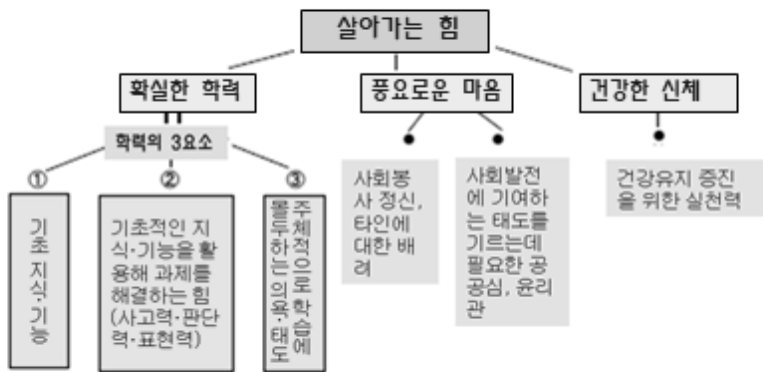 살아가는 힘
확실한 학력
풍요로운 마음
건강한 신체
학력의 3요소
①
기초 지식·기능
②
기초적인 지
식·기능을 활
용해 과제를
해결하는 힘
(사고력·판단
력·표현력)
③
주체적으로 학습에
몰두하는 의욕·태도
사회봉
사 정신,
타인에
대한 배
려
사회발전
에 기여하
는 태도를
기르는데
필요한 공
공심, 윤리
관
건강유지 증진
을 위한 실천력